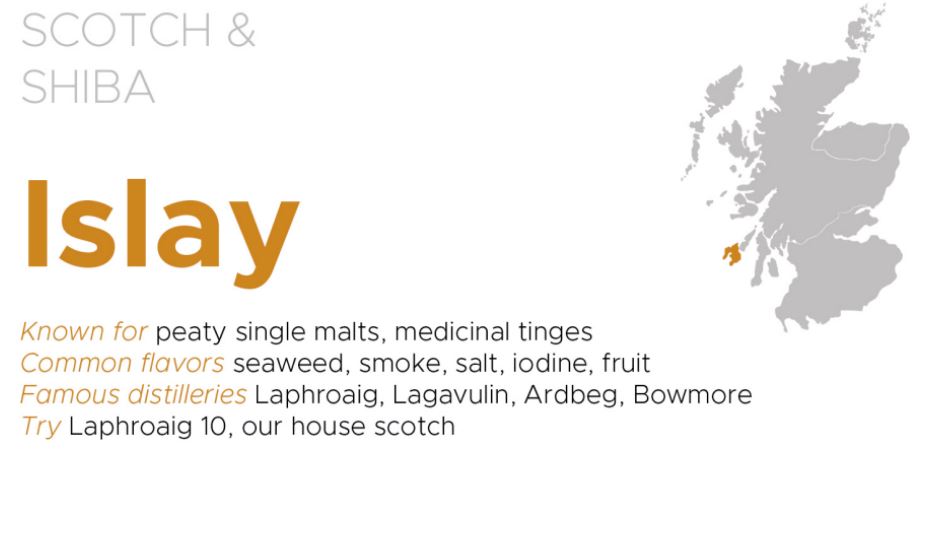 SCOTCH &
SHIBA
Islay
Known for peaty single malts, medicinal tinges
Common flavors seaweed, smoke, salt, iodine, fruit
Famous distilleries Laphroaig, Lagavulin, Ardbeg, Bowmore
Try Laphroaig 10, our house scotch